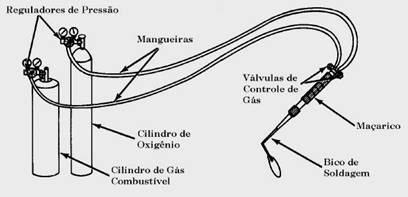 Reguladores de Pressão
Mangueiras
Válvulas de
Controle de
Gás
Maçarico
Cilindro de
Oxigênio
Bico de
Soldagem
Cilindro de Gás
Combustível